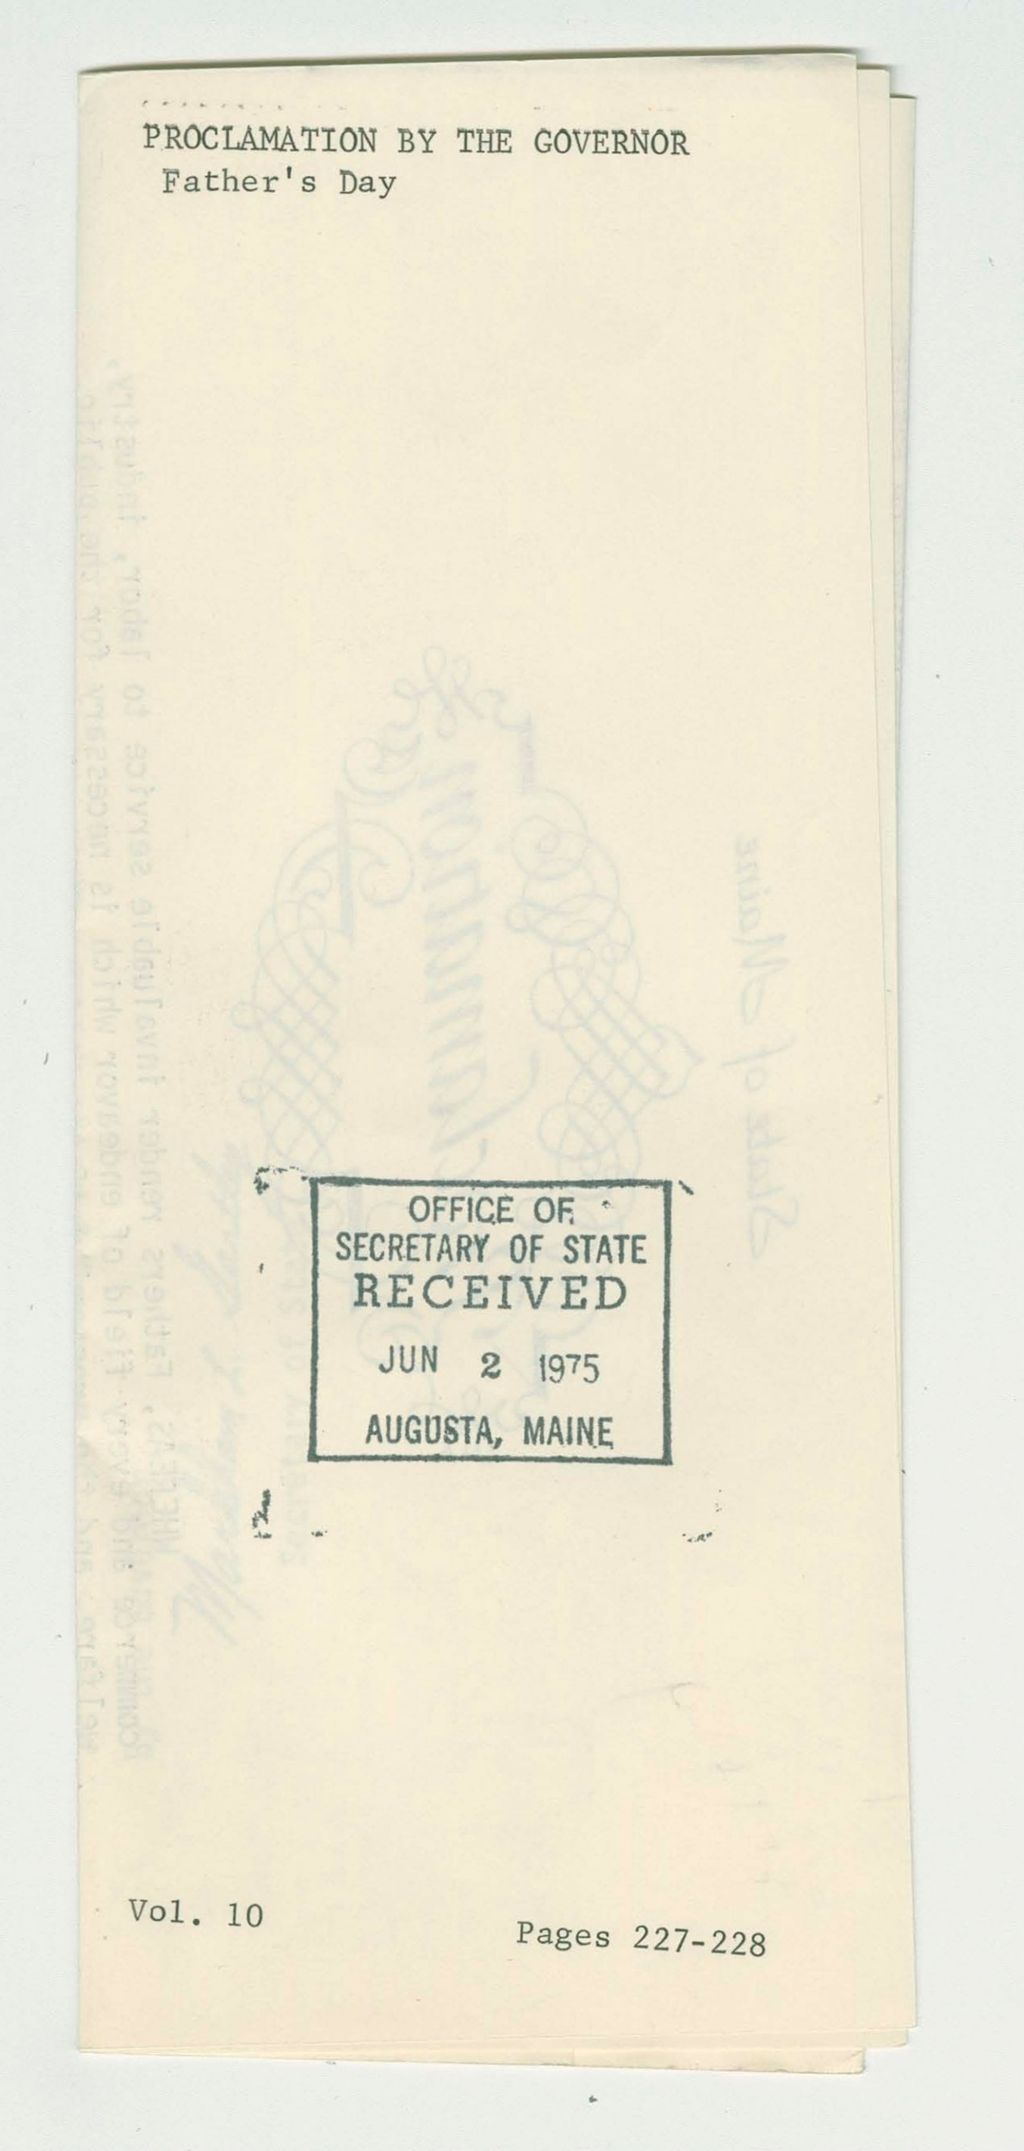 PROCLAMATION BY THE GOVERNOR
Father's Day
OFFICE OF
SECRETARY OF STATE
RECEIVED
JUN 2 1975
AUGUSTA, MAINE
Vol. 10
Pages 227-228